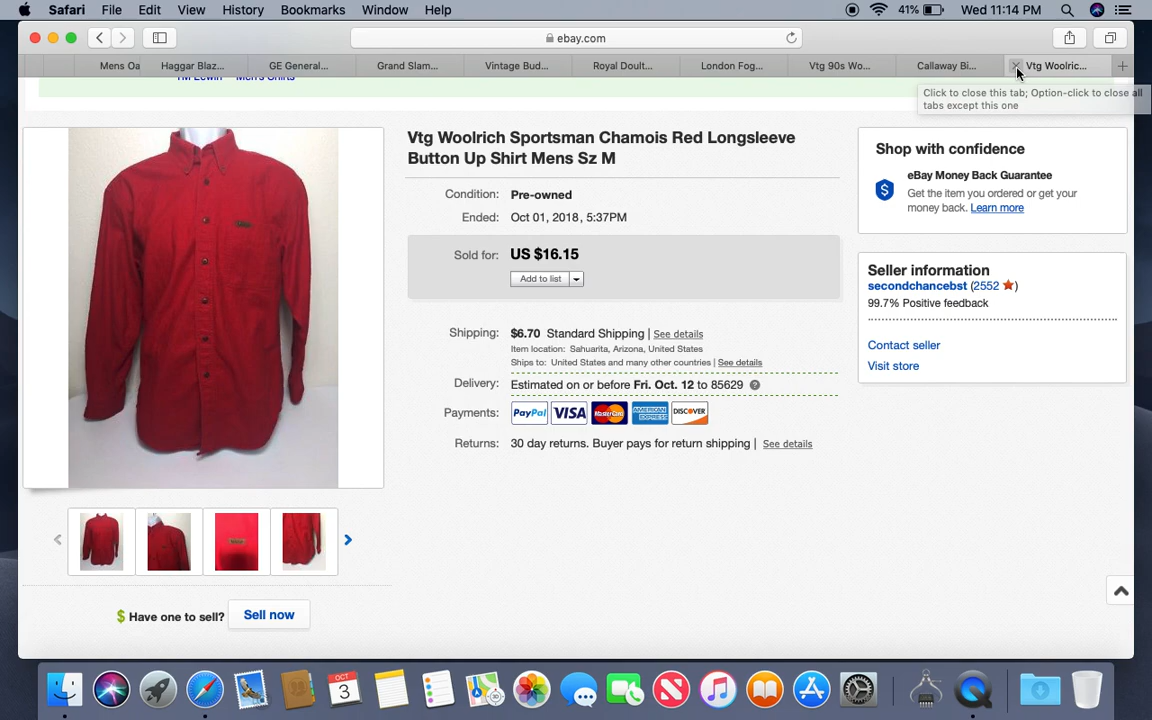 Safari File Edit View History Bookmarks Window Help 41% Wed 11:14 PM
ebay.com
Mens Oa Haggar Blaz... GE General... Grand Slam... Vintage Bud... Royal Doult... London Fog... Vtg 90s Wo... Callaway Bi... Vtg Woolric...
TM Lewin Men's Shirts
Click to close this tab; Option-click to close all
tabs except this one
Vtg Woolrich Sportsman Chamois Red Longsleeve
Button Up Shirt Mens Sz M
Condition: Pre-owned
Ended: Oct 01, 2018, 5:37PM
Sold for: US $16.15
Add to list
Shipping: $6.70 Standard Shipping | See details
Item location: Sahuarita, Arizona, United States
Ships to: United States and many other countries | See details
Delivery: Estimated on or before Fri. Oct. 12 to 85629 ?
Payments: PayPal VISA MasterCard AMERICAN EXPRESS DISCOVER
Returns: 30 day returns. Buyer pays for return shipping | See details
Shop with confidence
eBay Money Back Guarantee
Get the item you ordered or get your
money back. Learn more
Seller information
secondchancebst (2552 )
99.7% Positive feedback
Contact seller
Visit store
$ Have one to sell? Sell now
OCT
3